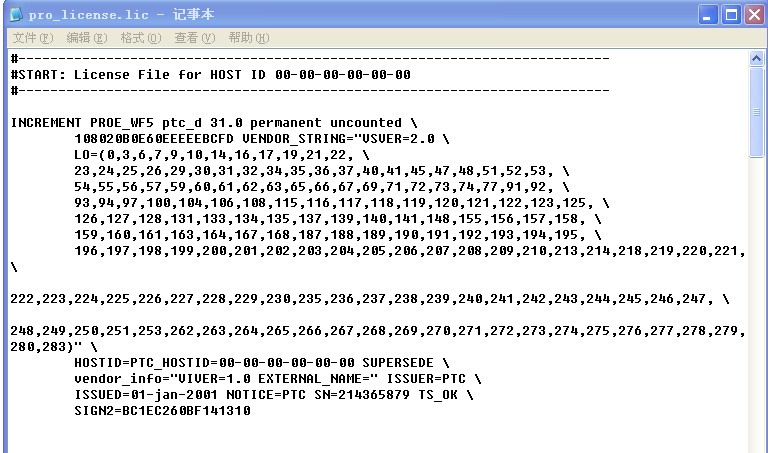 pro_license.lic - 记事本
文件(F) 编辑(E) 格式(O) 查看(V) 帮助(H)
#---------------------------------------------------------------------
#START: License File for HOST ID 00-00-00-00-00-00
#---------------------------------------------------------------------
INCREMENT PROE_WF5 ptc_d 31.0 permanent uncounted \
108020B0E60EEEEEBCFD VENDOR_STRING="VSVER=2.0 \
LO=(0,3,6,7,9,10,14,16,17,19,21,22, \
23,24,25,26,29,30,31,32,34,35,36,37,40,41,45,47,48,51,52,53, \
54,55,56,57,59,60,61,62,63,65,66,67,69,71,72,73,74,77,91,92, \
93,94,97,100,104,106,108,115,116,117,118,119,120,121,122,123,125, \
126,127,128,131,133,134,135,137,139,140,141,148,155,156,157,158, \
159,160,161,163,164,167,168,187,188,189,190,191,192,193,194,195, \
196,197,198,199,200,201,202,203,204,205,206,207,208,209,210,213,214,218,219,220,221,
\
222,223,224,225,226,227,228,229,230,235,236,237,238,239,240,241,242,243,244,245,246,247, \
248,249,250,251,253,262,263,264,265,266,267,268,269,270,271,272,273,274,275,276,277,278,279,
280,283)" \
HOSTID=PTC_HOSTID=00-00-00-00-00-00 SUPERSEDE \
vendor_info="VIVER=1.0 EXTERNAL_NAME=" ISSUER=PTC \
ISSUED=01-jan-2001 NOTICE=PTC SN=214365879 TS_OK \
SIGN2=BC1EC260BF141310